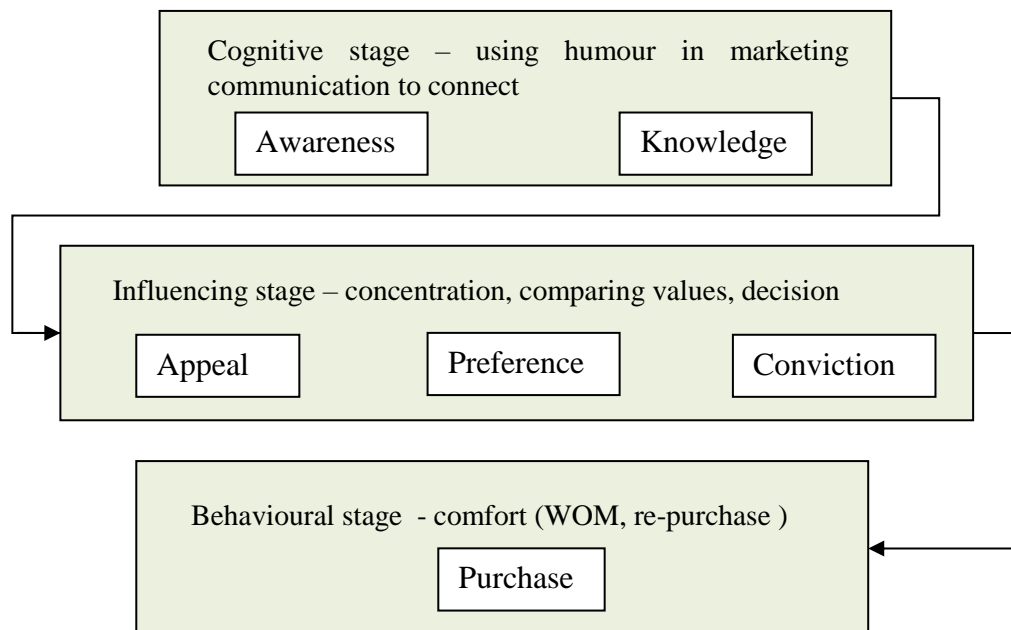 Cognitive stage – using humour in marketing
communication to connect
Awareness Knowledge
Influencing stage – concentration, comparing values, decision
Appeal Preference Conviction
Behavioural stage - comfort (WOM, re-purchase )
Purchase